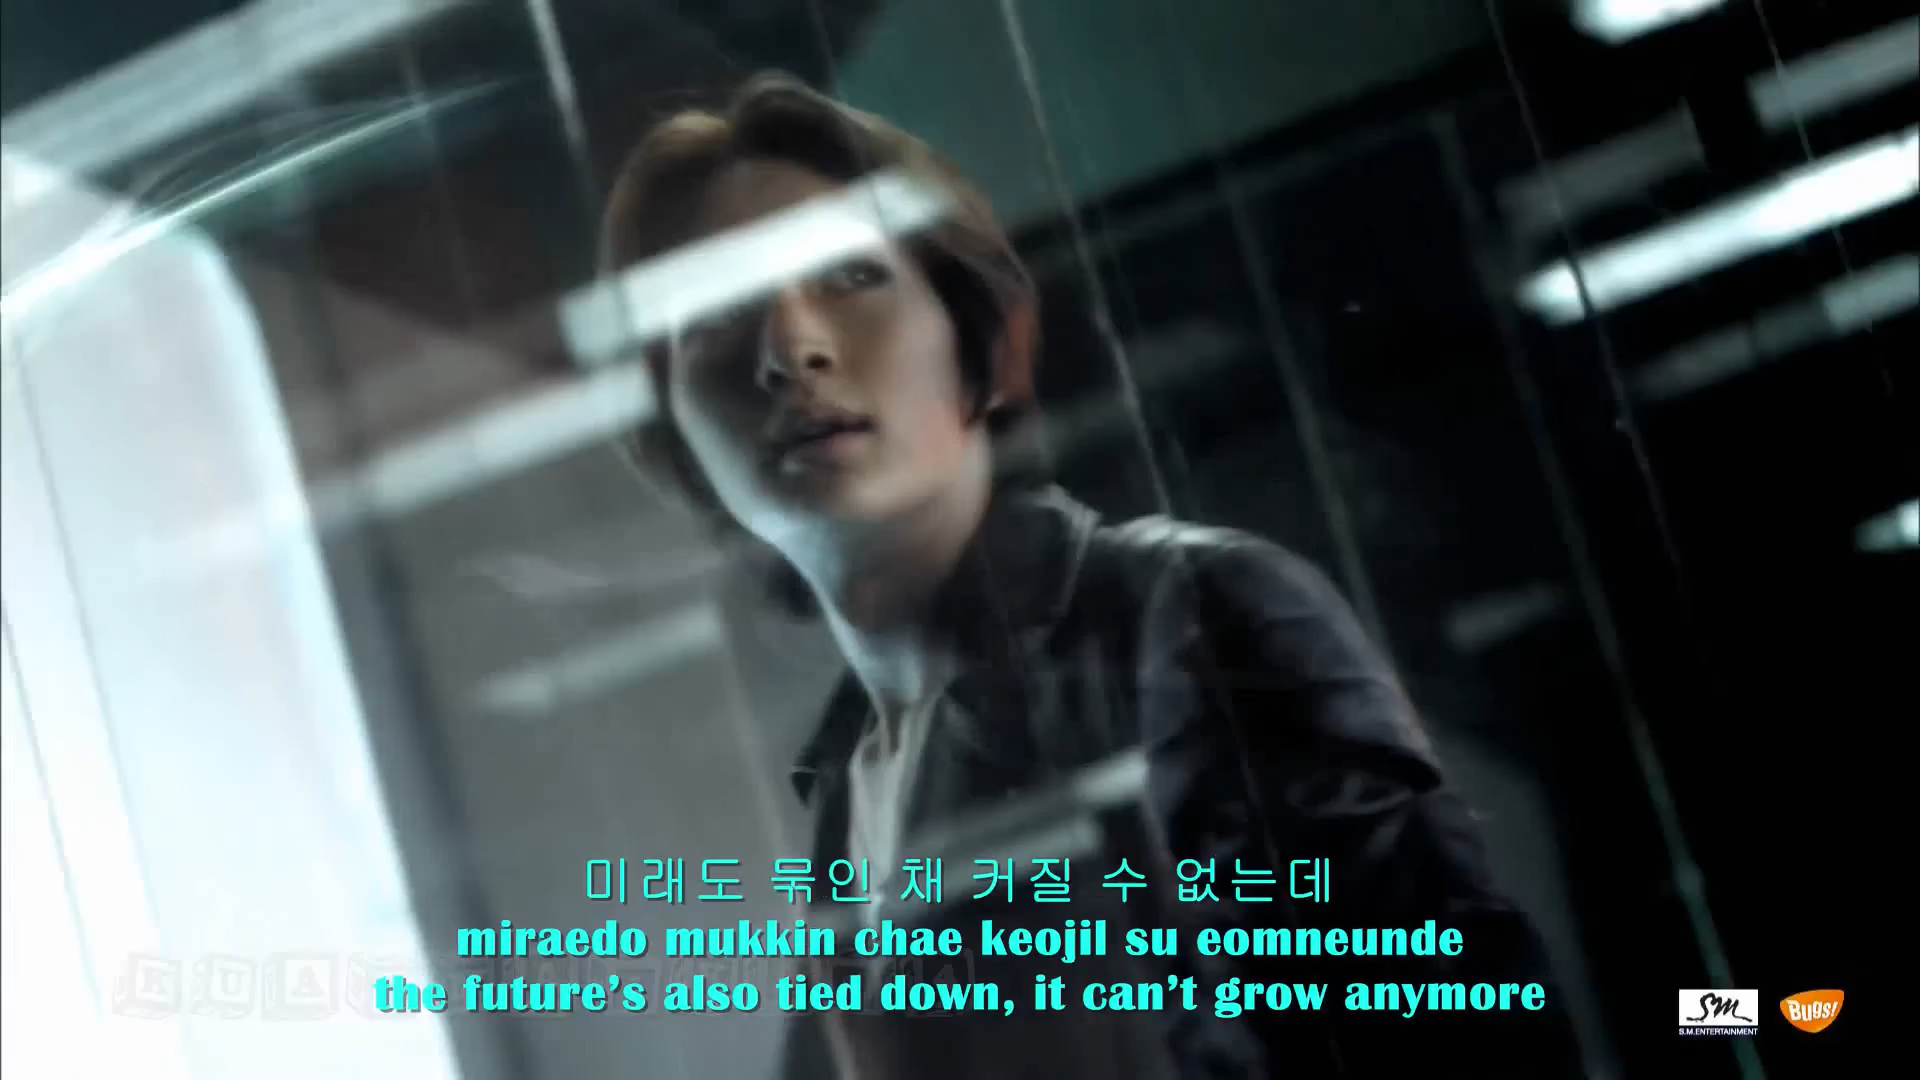 미래도 묶인 채 커질 수 없는데
miraedo mukkin chae keojil su eomneunde
the future's also tied down, it can't grow anymore
SM
S.M.ENTERTAINMENT
Bugs!